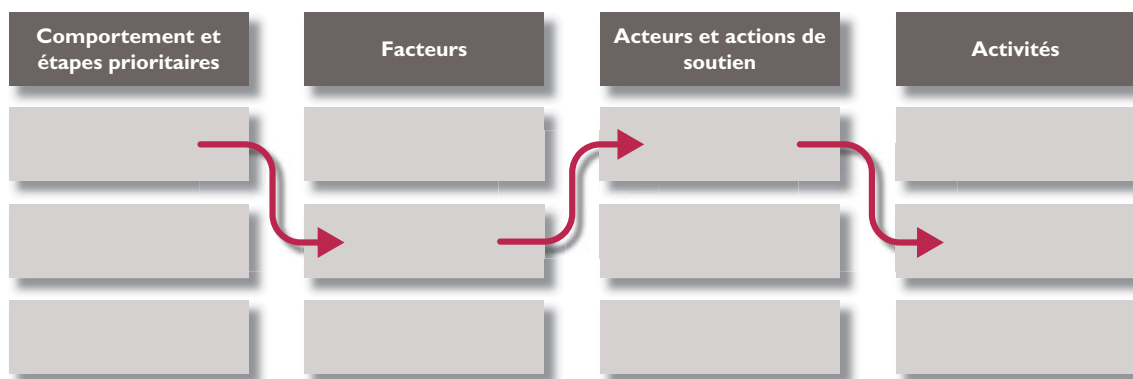 Comportement et
étapes prioritaires
Facteurs
Acteurs et actions de
soutien
Activités